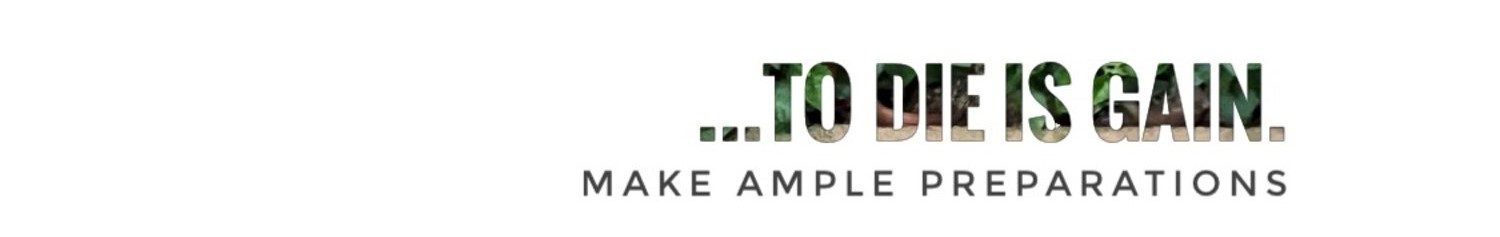 ...TO DIE IS GAIN.
MAKE AMPLE PREPARATIONS